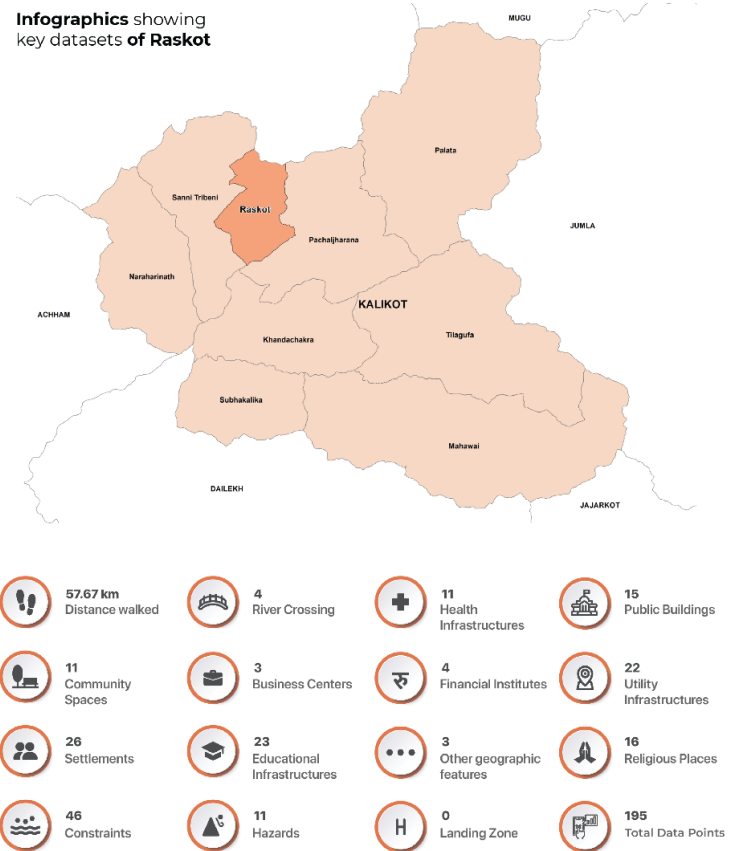 Infographics showing
key datasets of Raskot
MUGU
Palata
Sanni Tribeni
Raskot
JUMLA
Pachaljharana
Naraharinath
KALIKOT
ACHHAM
Tilagufa
Khandachakra
Subhakalika
Mahawai
DAILEKH
JAJARKOT
57.67 km
Distance walked
4
River Crossing
11
Health
Infrastructures
15
Public Buildings
11
Community
Spaces
3
Business Centers
रु
4
Financial Institutes
22
Utility
Infrastructures
26
Settlements
23
Educational
Infrastructures
3
Other geographic
features
16
Religious Places
46
Constraints
11
Hazards
H
0
Landing Zone
195
Total Data Points